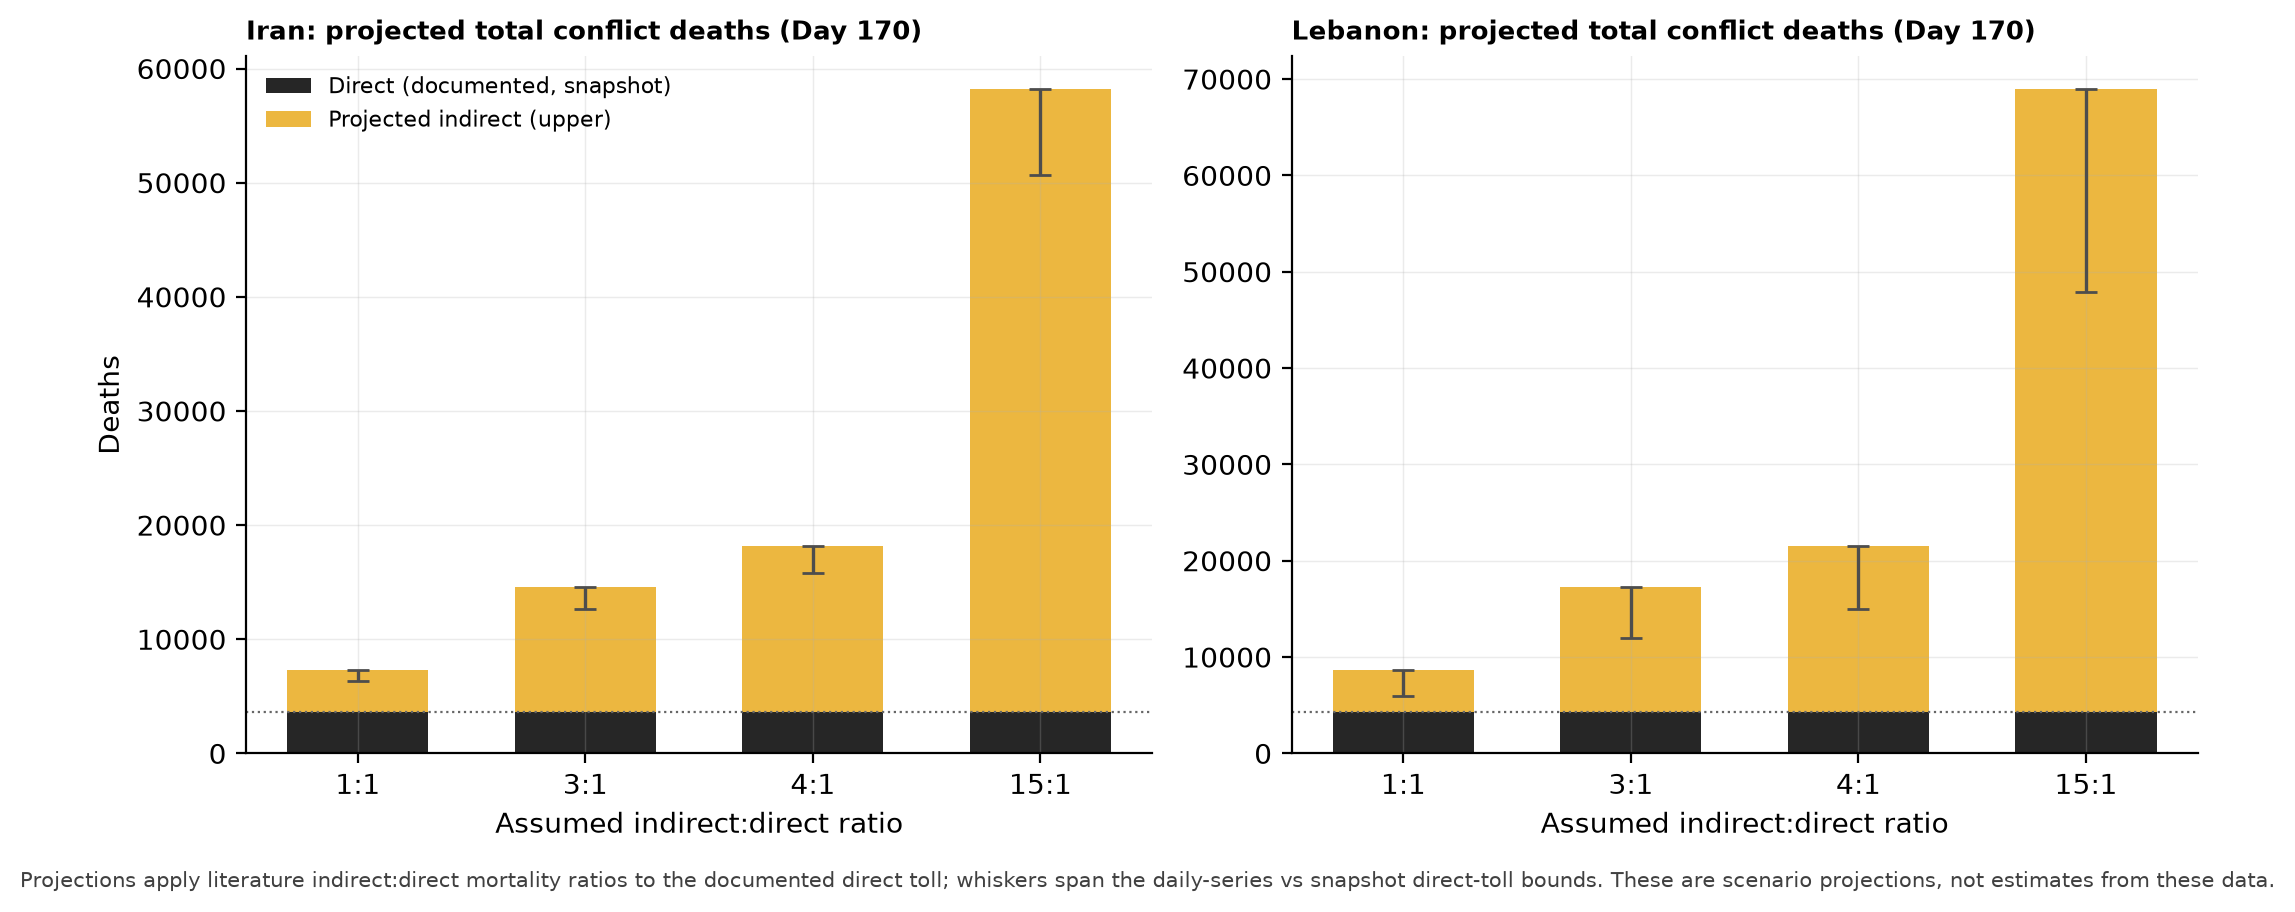 Iran: projected total conflict deaths (Day 170)
Direct (documented, snapshot)
Projected indirect (upper)
Deaths
60000
50000
40000
30000
20000
10000
0
1:1 3:1 4:1 15:1
Assumed indirect:direct ratio
Lebanon: projected total conflict deaths (Day 170)
70000
60000
50000
40000
30000
20000
10000
0
1:1 3:1 4:1 15:1
Assumed indirect:direct ratio
Projections apply literature indirect:direct mortality ratios to the documented direct toll; whiskers span the daily-series vs snapshot direct-toll bounds. These are scenario projections, not estimates from these data.